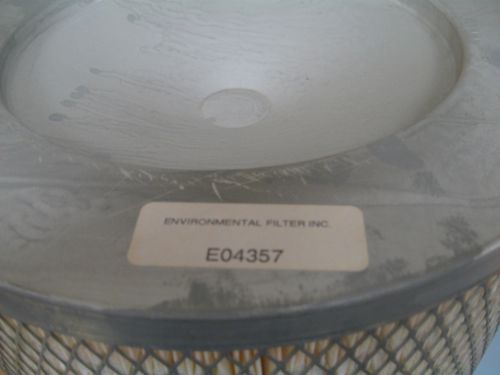 ENVIRONMENTAL FILTER INC.
E04357